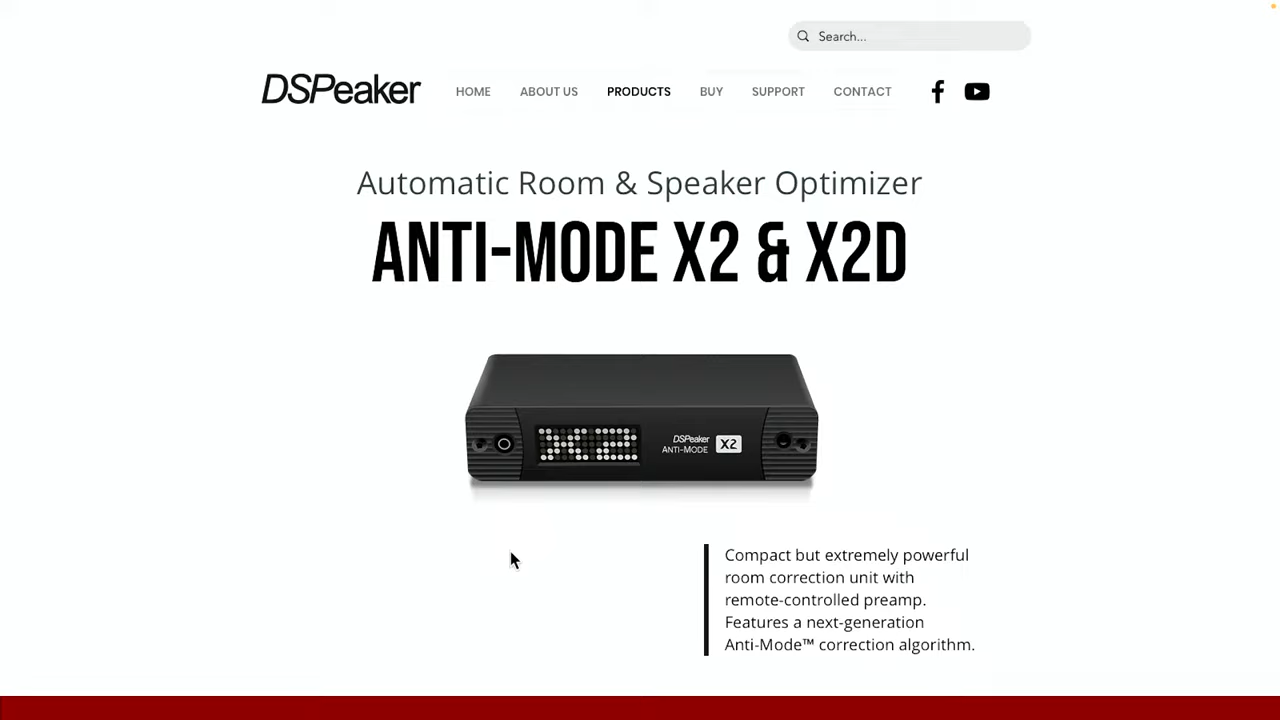 Search...
DSPeaker
HOME ABOUT US PRODUCTS BUY SUPPORT CONTACT
Automatic Room & Speaker Optimizer
ANTI-MODE X2 & X2D
X2
DSPeaker
ANTI-MODE X2
Compact but extremely powerful
room correction unit with
remote-controlled preamp.
Features a next-generation
Anti-Mode™ correction algorithm.